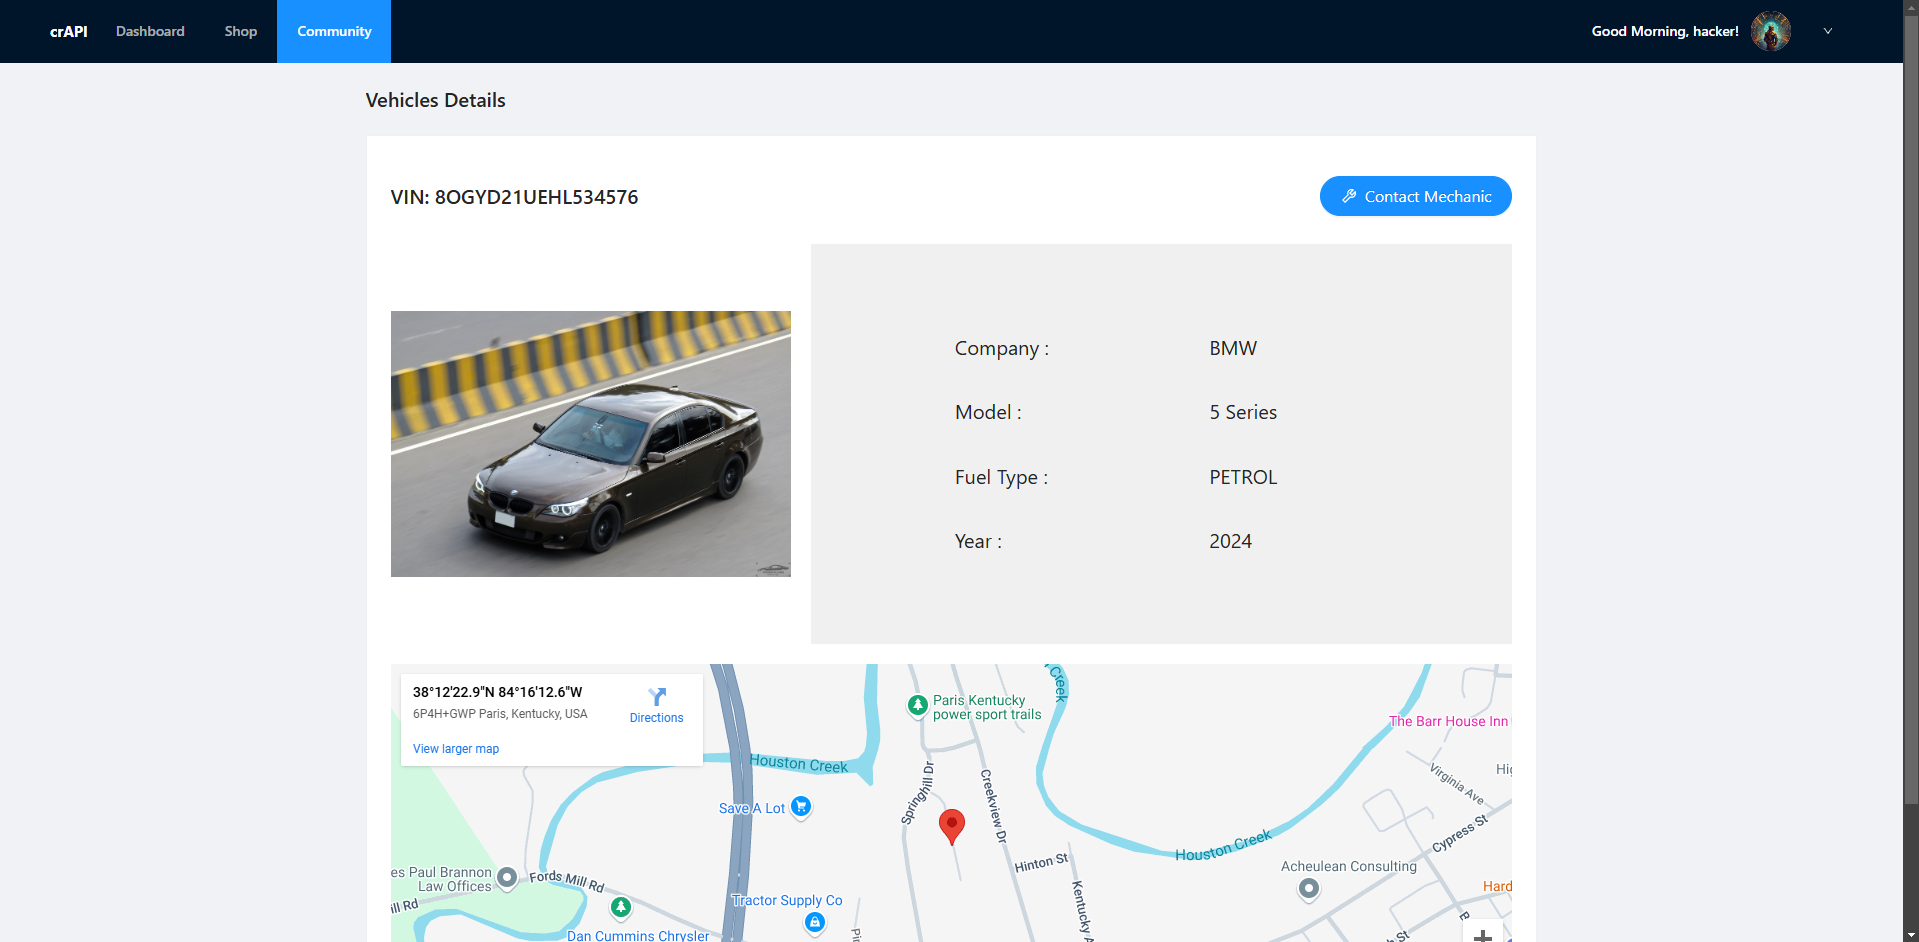 crAPI Dashboard Shop Community Good Morning, hacker!
Vehicles Details
VIN: 8OGYD21UEHL534576
Contact Mechanic
Company : BMW
Model : 5 Series
Fuel Type : PETROL
Year : 2024
38°12'22.9"N 84°16'12.6"W
6P4H+GWP Paris, Kentucky, USA
Directions
View larger map
Creek
Paris Kentucky
power sport trails
The Barr House Inn
Houston Creek
Virginia Ave
Save A Lot
Springhill Dr
Creekview Dr
Cypress St
Houston Creek
Hinton St
Acheulean Consulting
es Paul Brannon
Law Offices
Fords Mill Rd
ill Rd
Kentucky A
Hard
Tractor Supply Co
Dan Cummins Chrysler
St